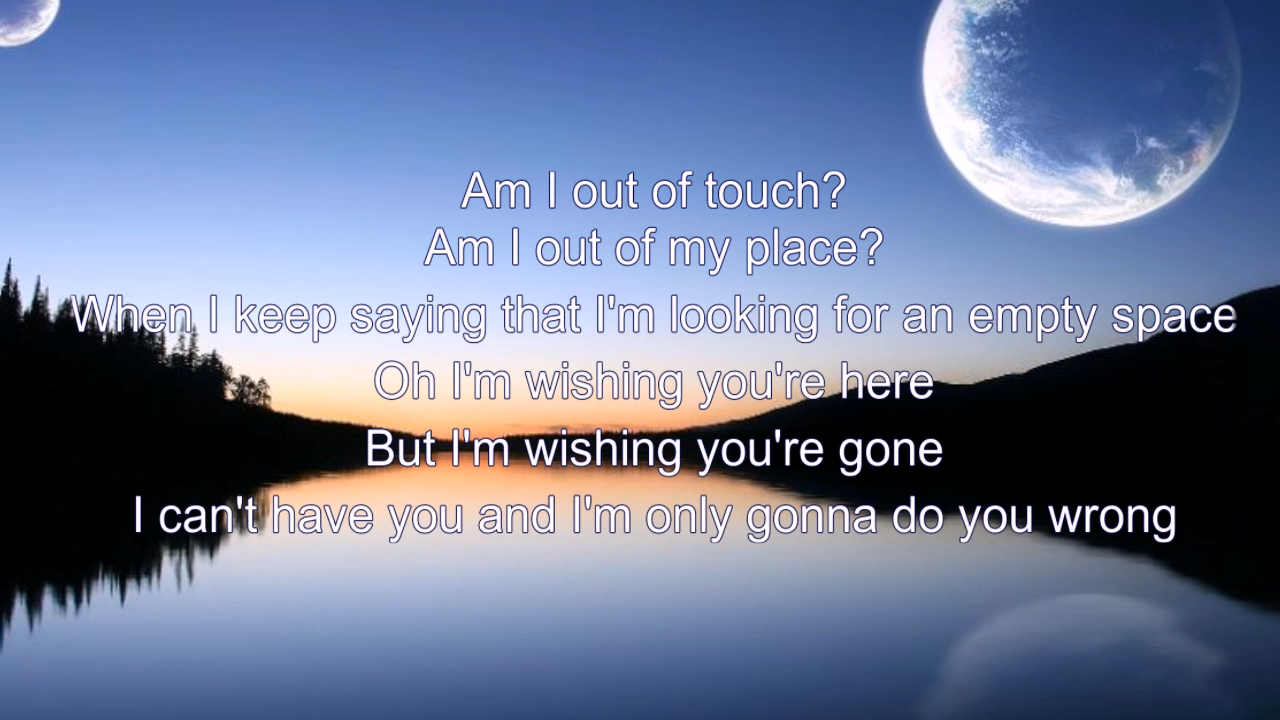 Am I out of touch?
Am I out of my place?
When I keep saying that I'm looking for an empty space
Oh I'm wishing you're here
But I'm wishing you're gone
I can't have you and I'm only gonna do you wrong